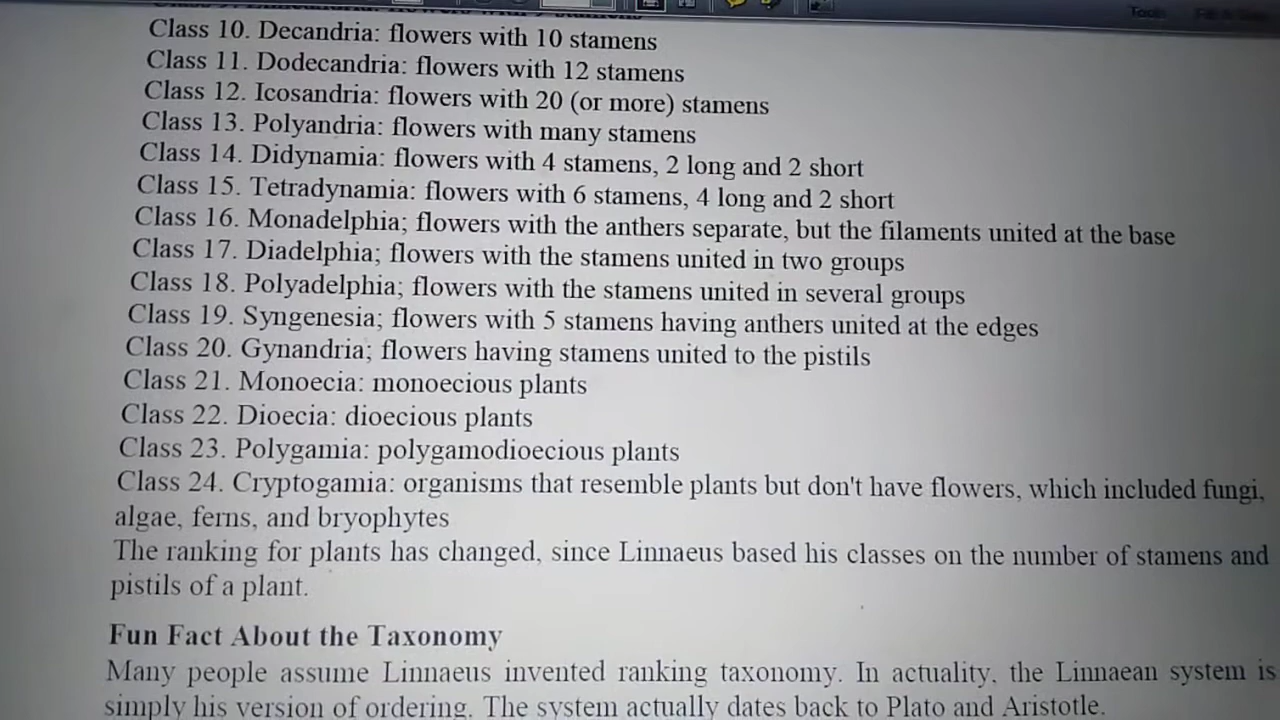 Class 10. Decandria: flowers with 10 stamens
Class 11. Dodecandria: flowers with 12 stamens
Class 12. Icosandria: flowers with 20 (or more) stamens
Class 13. Polyandria: flowers with many stamens
Class 14. Didynamia: flowers with 4 stamens, 2 long and 2 short
Class 15. Tetradynamia: flowers with 6 stamens, 4 long and 2 short
Class 16. Monadelphia; flowers with the anthers separate, but the filaments united at the base
Class 17. Diadelphia; flowers with the stamens united in two groups
Class 18. Polyadelphia; flowers with the stamens united in several groups
Class 19. Syngenesia; flowers with 5 stamens having anthers united at the edges
Class 20. Gynandria; flowers having stamens united to the pistils
Class 21. Monoecia: monoecious plants
Class 22. Dioecia: dioecious plants
Class 23. Polygamia: polygamodioecious plants
Class 24. Cryptogamia: organisms that resemble plants but don't have flowers, which included fungi,
algae, ferns, and bryophytes
The ranking for plants has changed, since Linnaeus based his classes on the number of stamens and
pistils of a plant.
Fun Fact About the Taxonomy
Many people assume Linnaeus invented ranking taxonomy. In actuality, the Linnaean system is
simply his version of ordering. The system actually dates back to Plato and Aristotle.